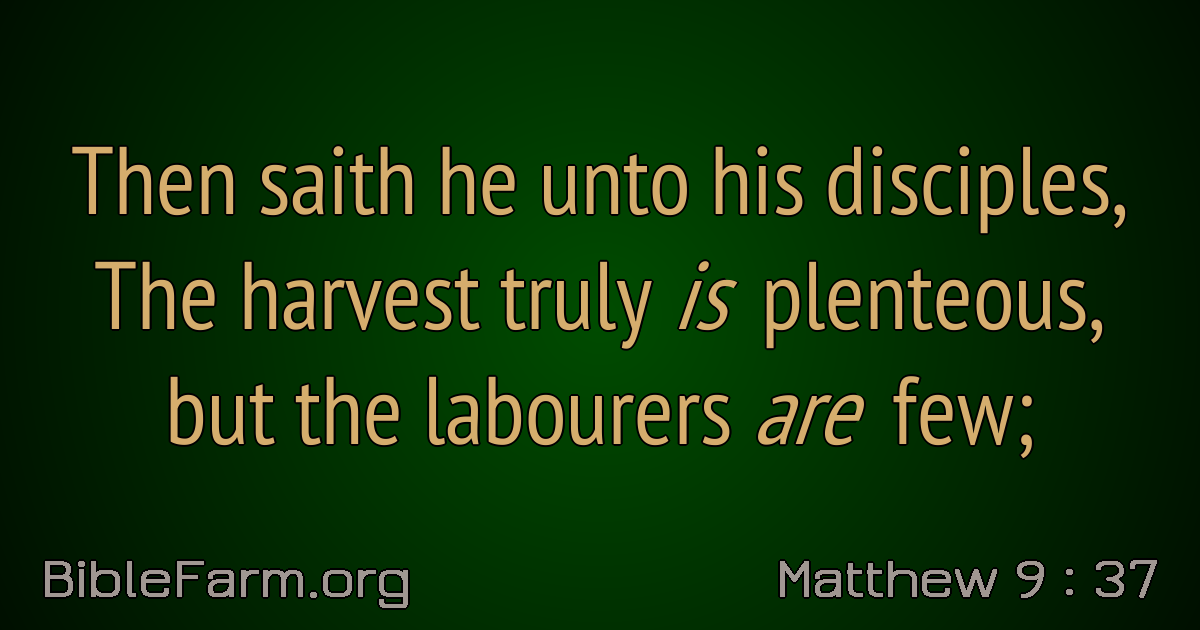 Then saith he unto his disciples,
The harvest truly is plenteous,
but the labourers are few;
BibleFarm.org
Matthew 9 : 37